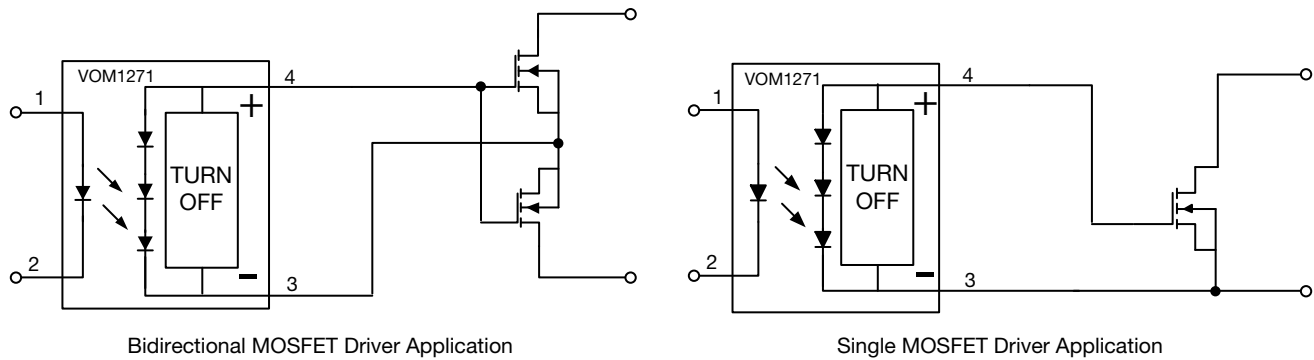 VOM1271
1
2
4
3
+
TURN
OFF
−
Bidirectional MOSFET Driver Application
VOM1271
1
2
4
3
+
TURN
OFF
−
Single MOSFET Driver Application